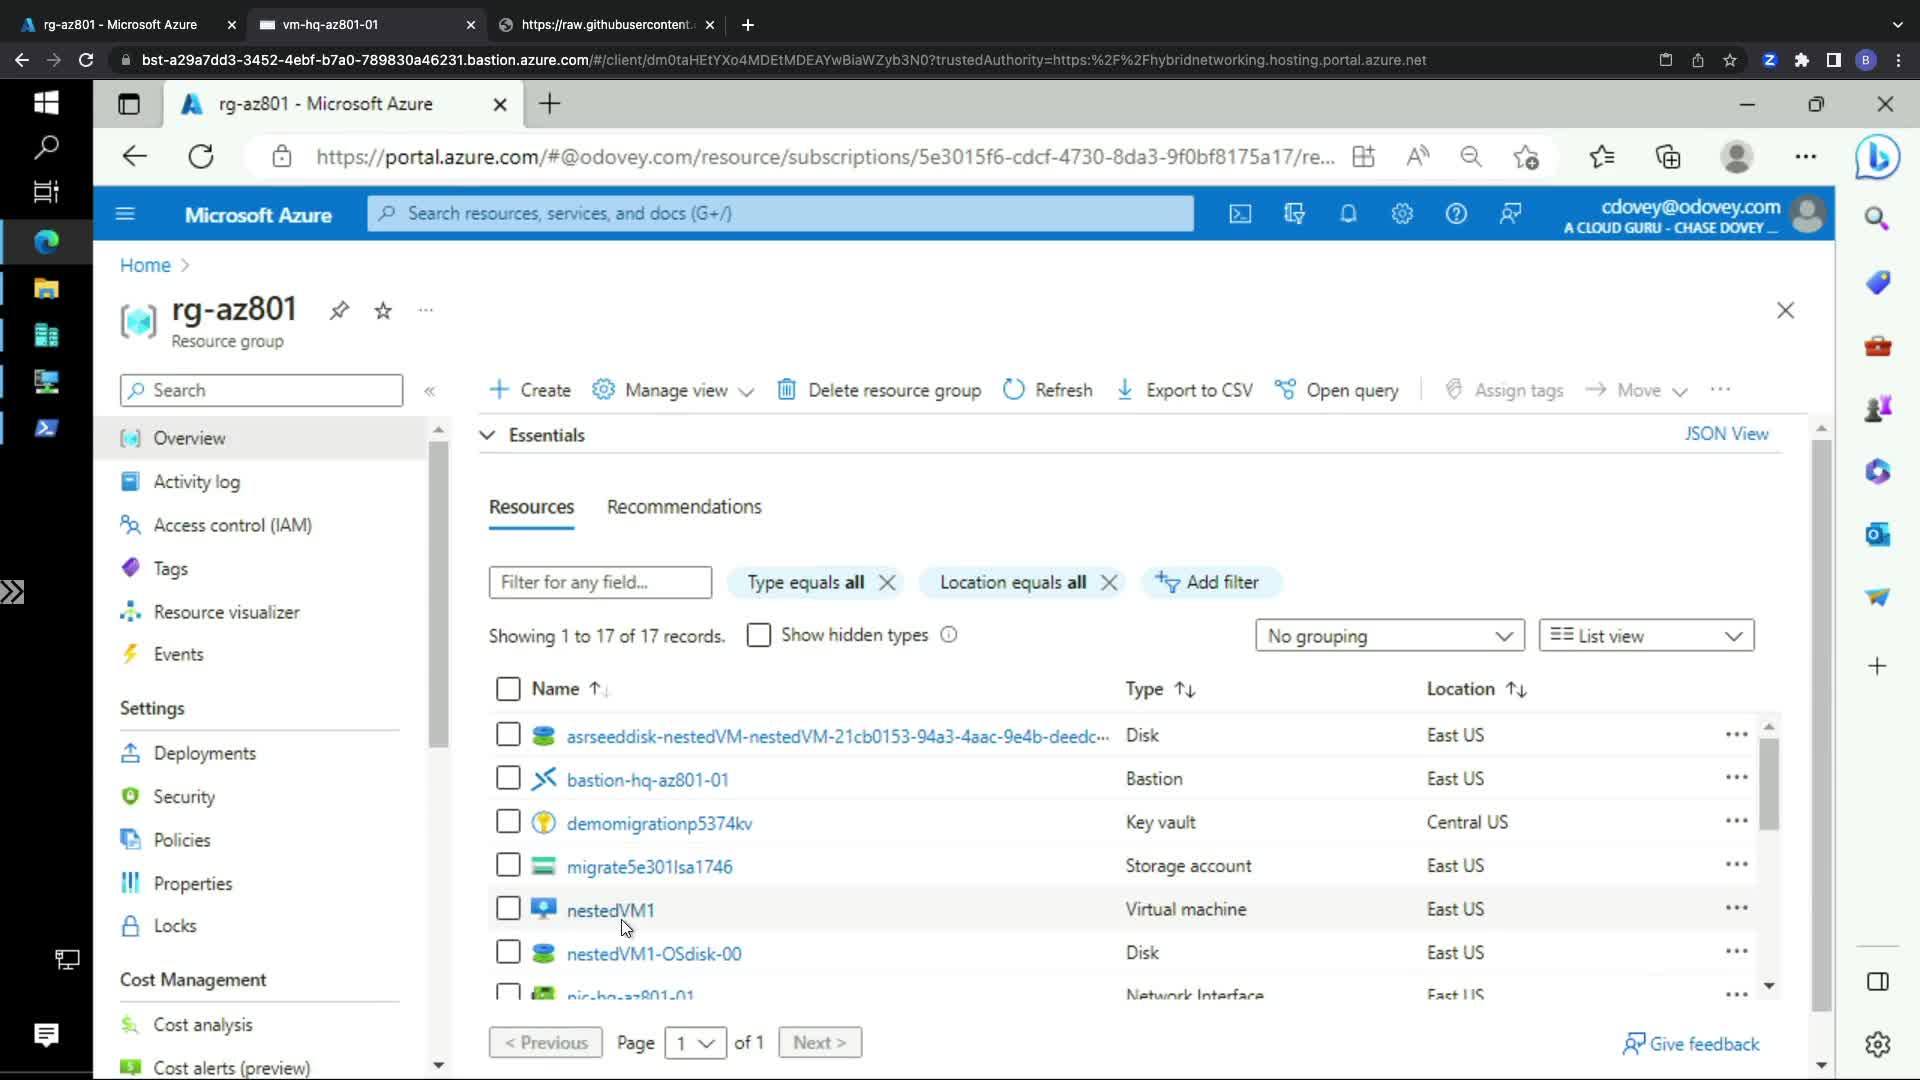 rg-az801 - Microsoft Azure
vm-hq-az801-01
https://raw.githubusercontent.
bst-a29a7dd3-3452-4ebf-b7a0-789830a46231.bastion.azure.com/#/client/dm0taHEtYXo4MDEtMDEAYwBiaWZyb3N0?trustedAuthority=https:%2F%2Fhybridnetworking.hosting.portal.azure.net
B
rg-az801 - Microsoft Azure
https://portal.azure.com/#@odovey.com/resource/subscriptions/5e3015f6-cdcf-4730-8da3-9f0bf8175a17/re...
Microsoft Azure
Search resources, services, and docs (G+/)
cdovey@odovey.com
A CLOUD GURU - CHASE DOVEY ...
Home
rg-az801
Resource group
Search
Create
Manage view
Delete resource group
Refresh
Export to CSV
Open query
Assign tags
Move
Overview
Activity log
Access control (IAM)
Tags
Resource visualizer
Events
Settings
Deployments
Security
Policies
Properties
Locks
Cost Management
Cost analysis
Cost alerts (preview)
Essentials
JSON View
Resources
Recommendations
Filter for any field...
Type equals all
Location equals all
Add filter
Showing 1 to 17 of 17 records.
Show hidden types
No grouping
List view
Name
Type
Location
asrseeddisk-nestedVM-nestedVM-21cb0153-94a3-4aac-9e4b-deedc... Disk East US
bastion-hq-az801-01 Bastion East US
demomigrationp5374kv Key vault Central US
migrate5e301lsa1746 Storage account East US
nestedVM1 Virtual machine East US
nestedVM1-OSdisk-00 Disk East US
nic-hq-az801-01 Network Interface East US
< Previous
Page
1
of 1
Next >
Give feedback